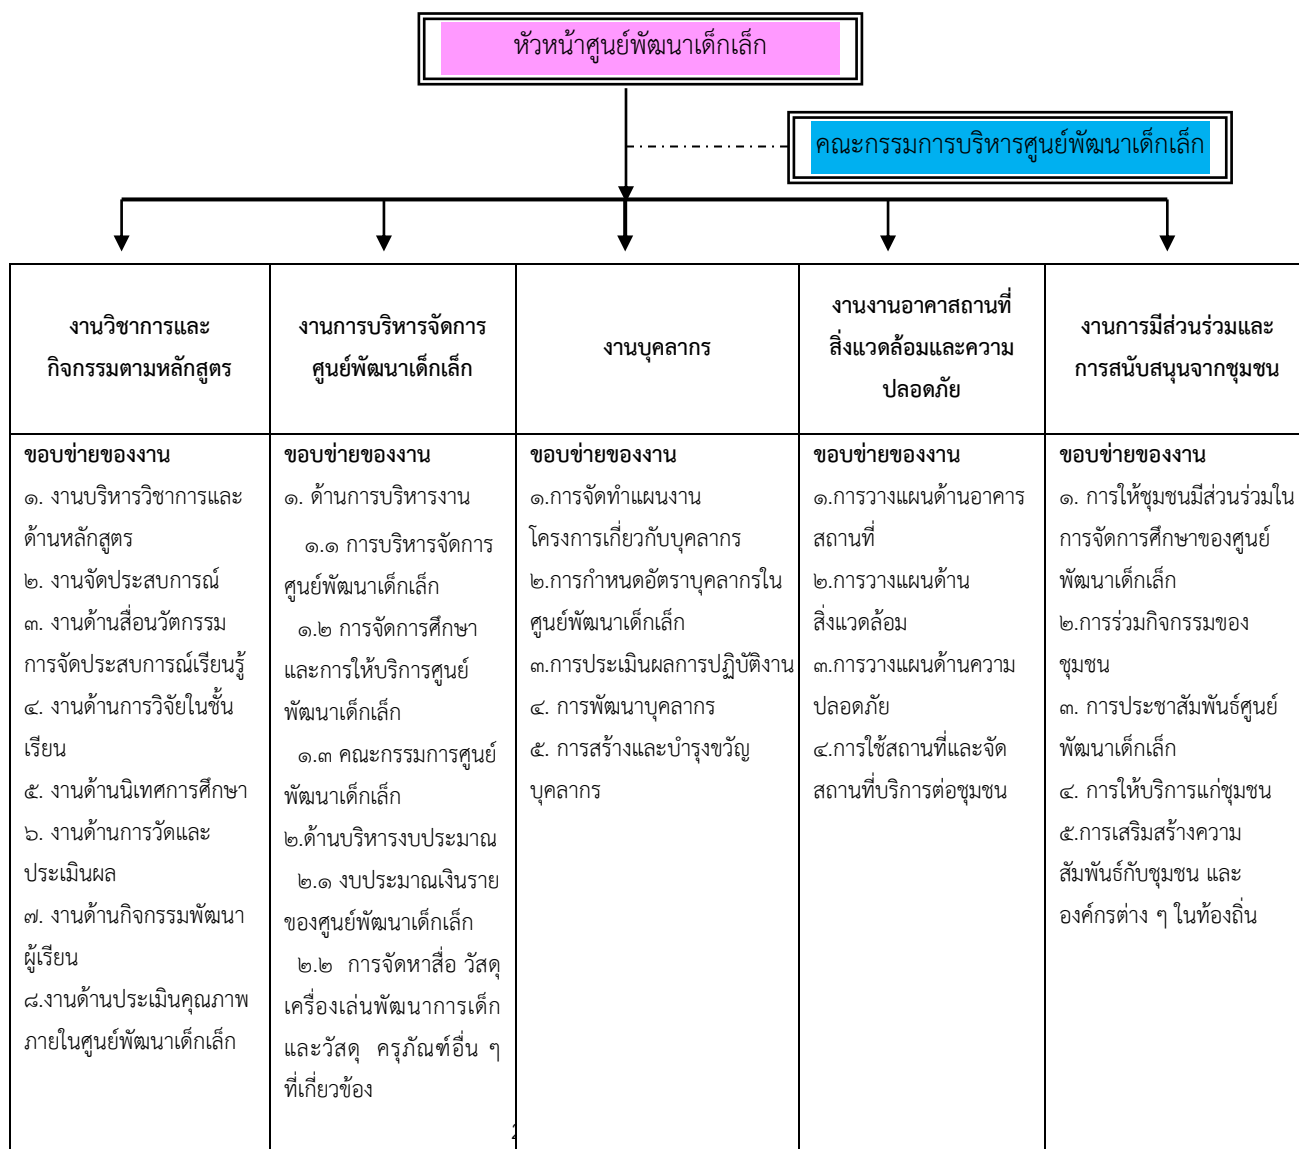 หัวหน้าศูนย์พัฒนาเด็กเล็ก
คณะกรรมการบริหารศูนย์พัฒนาเด็กเล็ก
งานวิชาการและ
กิจกรรมตามหลักสูตร
งานการบริหารจัดการ
ศูนย์พัฒนาเด็กเล็ก
งานบุคลากร
งานงานอาคาสถานที่
สิ่งแวดล้อมและความ
ปลอดภัย
งานการมีส่วนร่วมและ
การสนับสนุนจากชุมชน
ขอบข่ายของงาน
๑. งานบริหารวิชาการและ
ด้านหลักสูตร
๒. งานจัดประสบการณ์
๓. งานด้านสื่อนวัตกรรม
การจัดประสบการณ์เรียนรู้
๔. งานด้านการวิจัยในชั้น
เรียน
๕. งานด้านนิเทศการศึกษา
๖. งานด้านการวัดและ
ประเมินผล
๗. งานด้านกิจกรรมพัฒนา
ผู้เรียน
๘.งานด้านประเมินคุณภาพ
ภายในศูนย์พัฒนาเด็กเล็ก
ขอบข่ายของงาน
๑. ด้านการบริหารงาน
๑.๑ การบริหารจัดการ
ศูนย์พัฒนาเด็กเล็ก
๑.๒ การจัดการศึกษา
และการให้บริการศูนย์
พัฒนาเด็กเล็ก
๑.๓ คณะกรรมการศูนย์
พัฒนาเด็กเล็ก
๒.ด้านบริหารงบประมาณ
๒.๑ งบประมาณเงินราย
ของศูนย์พัฒนาเด็กเล็ก
๒.๒ การจัดหาสื่อ วัสดุ
เครื่องเล่นพัฒนาการเด็ก
และวัสดุ ครุภัณฑ์อื่น ๆ
ที่เกี่ยวข้อง
ขอบข่ายของงาน
๑.การจัดทำแผนงาน
โครงการเกี่ยวกับบุคลากร
๒.การกำหนดอัตราบุคลากรใน
ศูนย์พัฒนาเด็กเล็ก
๓.การประเมินผลการปฏิบัติงาน
๔. การพัฒนาบุคลากร
๕. การสร้างและบำรุงขวัญ
บุคลากร
ขอบข่ายของงาน
๑.การวางแผนด้านอาคาร
สถานที่
๒.การวางแผนด้าน
สิ่งแวดล้อม
๓.การวางแผนด้านความ
ปลอดภัย
๔.การใช้สถานที่และจัด
สถานที่บริการต่อชุมชน
ขอบข่ายของงาน
๑. การให้ชุมชนมีส่วนร่วมใน
การจัดการศึกษาของศูนย์
พัฒนาเด็กเล็ก
๒.การร่วมกิจกรรมของ
ชุมชน
๓. การประชาสัมพันธ์ศูนย์
พัฒนาเด็กเล็ก
๔. การให้บริการแก่ชุมชน
๕.การเสริมสร้างความ
สัมพันธ์กับชุมชน และ
องค์กรต่าง ๆ ในท้องถิ่น